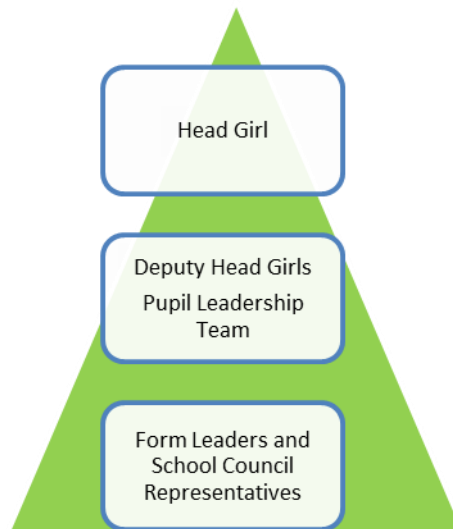 Head Girl
Deputy Head Girls
Pupil Leadership
Team
Form Leaders and
School Council
Representatives